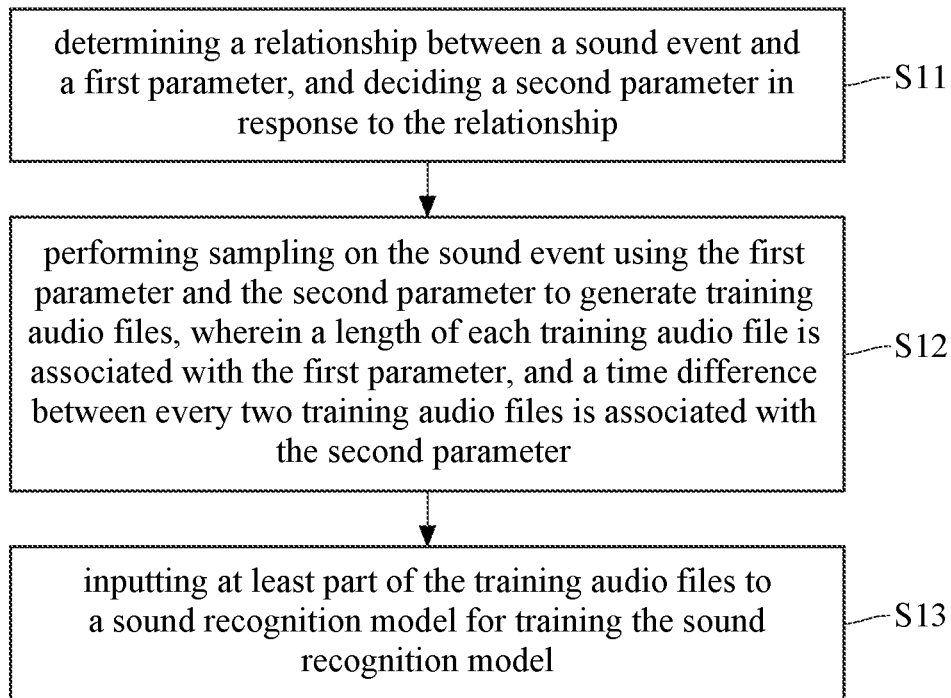 determining a relationship between a sound event and
a first parameter, and deciding a second parameter in
response to the relationship
S11
performing sampling on the sound event using the first
parameter and the second parameter to generate training
audio files, wherein a length of each training audio file is
associated with the first parameter, and a time difference
between every two training audio files is associated with
the second parameter
S12
inputting at least part of the training audio files to
a sound recognition model for training the sound
recognition model
S13